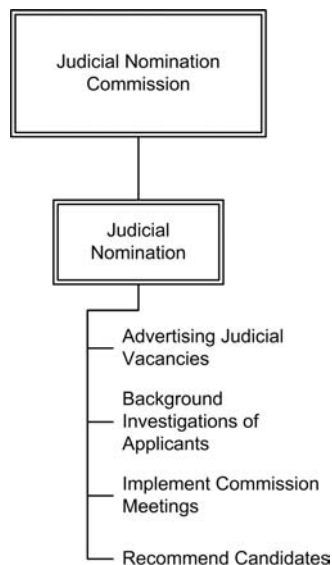 Judicial Nomination
Commission
Judicial
Nomination
Advertising Judicial
Vacancies
Background
Investigations of
Applicants
Implement Commission
Meetings
Recommend Candidates